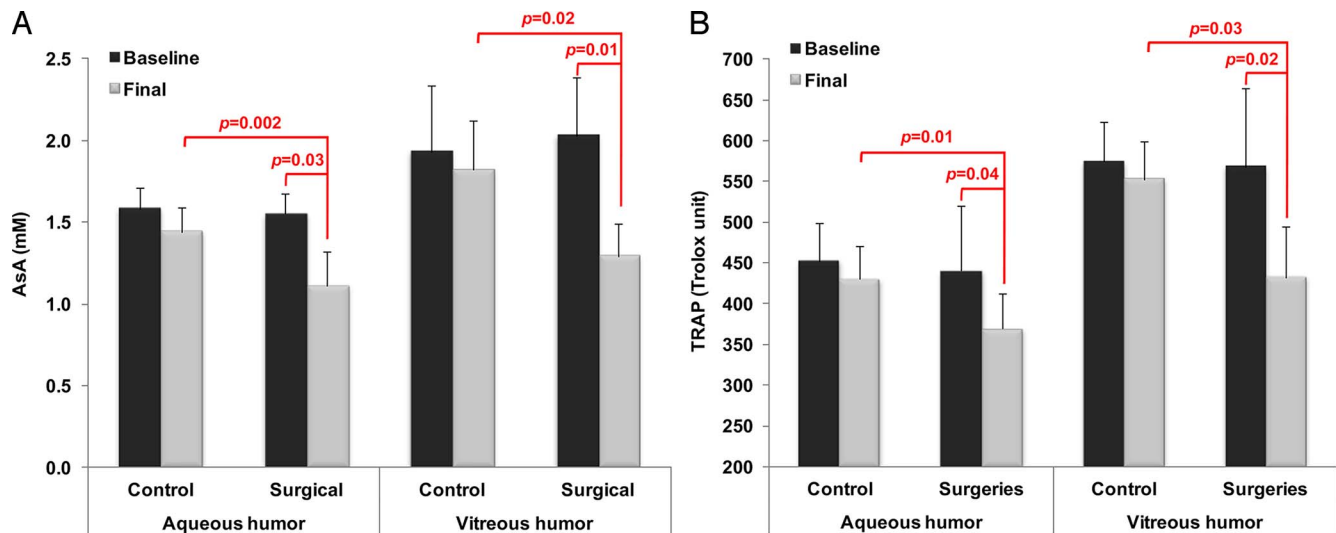 A
Baseline
Final
AsA (mM)
2.5
2.0
1.5
1.0
0.5
0.0
p=0.002
p=0.03
p=0.02
p=0.01
Control
Surgical
Control
Surgical
Aqueous humor
Vitreous humor
B
Baseline
Final
TRAP (Trolox unit)
700
650
600
550
500
450
400
350
300
250
200
p=0.01
p=0.04
p=0.03
p=0.02
Control
Surgeries
Control
Surgeries
Aqueous humor
Vitreous humor